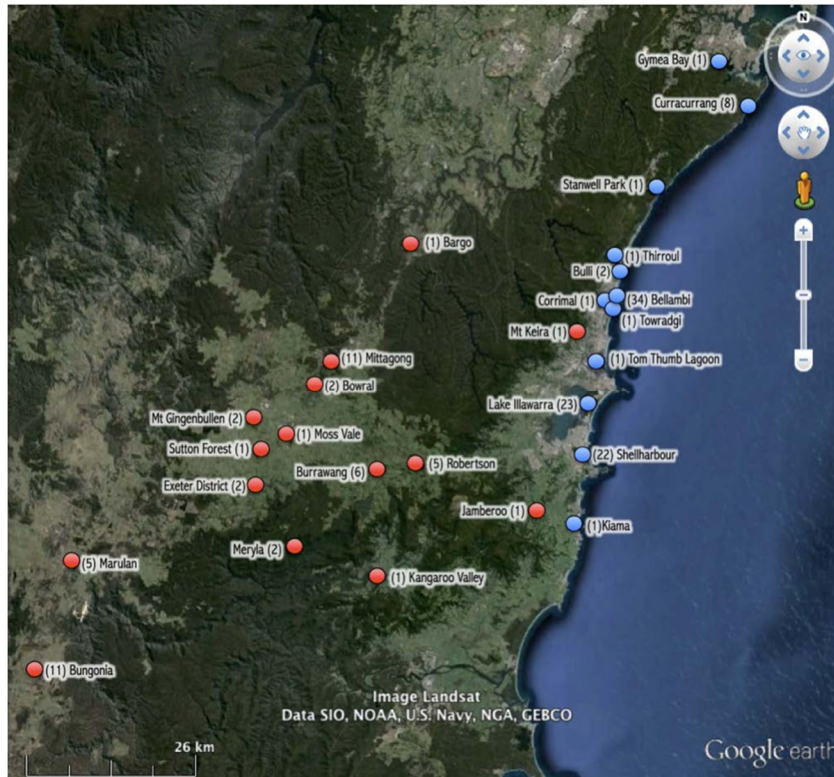 N
Gymea Bay (1)
Curracurrang (8)
Stanwell Park (1)
(1) Bargo
(1) Thirroul
Bulli (2)
Corrimal (1)
(34) Bellambi
(1) Towradgi
Mt Keira (1)
(11) Mittagong
(1) Tom Thumb Lagoon
(2) Bowral
Lake Illawarra (23)
Mt Gingenbullen (2)
(1) Moss Vale
Sutton Forest (1)
(22) Shellharbour
Burrawang (6)
(5) Robertson
Exeter District (2)
Jamberoo (1)
(1)Kiama
Meryla (2)
(5) Marulan
(1) Kangaroo Valley
(11) Bungonia
Image Landsat
Data SIO, NOAA, U.S. Navy, NGA, GEBCO
26 km
Google earth